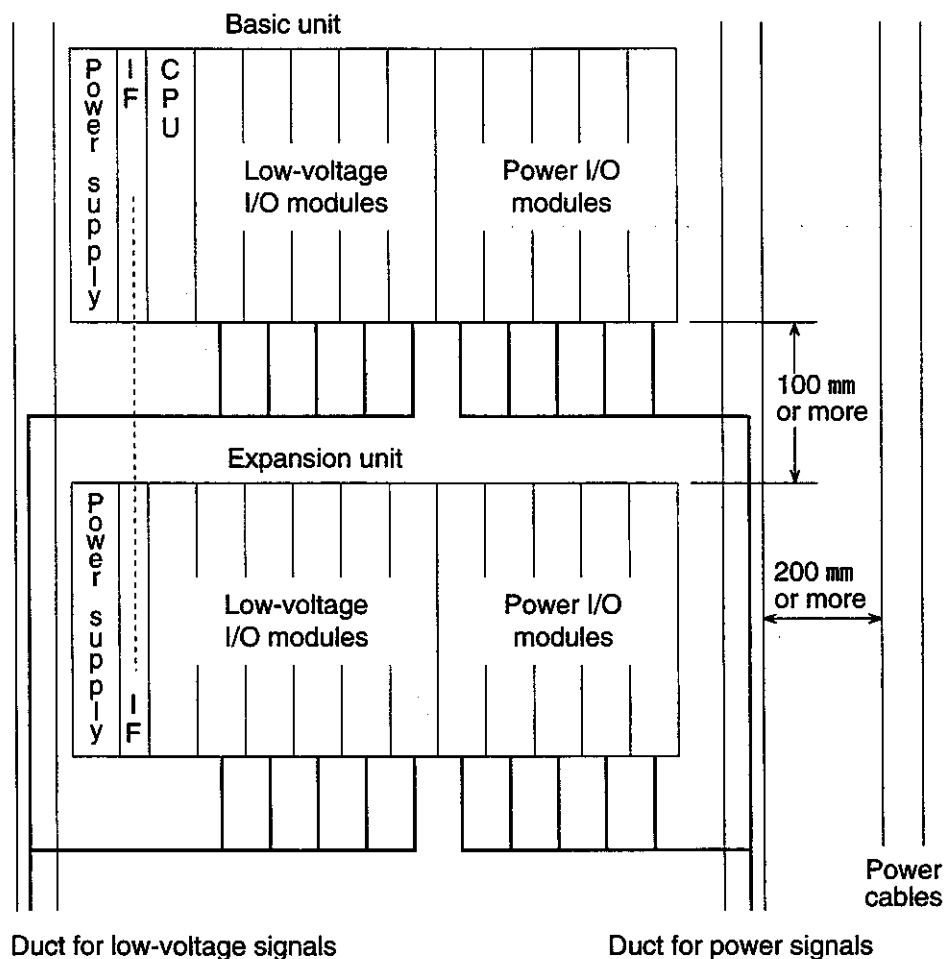 Basic unit
Power supply
IF
CPU
Low-voltage
I/O modules
Power I/O
modules
100 mm
or more
Expansion unit
Power supply
IF
Low-voltage
I/O modules
Power I/O
modules
200 mm
or more
Power
cables
Duct for low-voltage signals
Duct for power signals